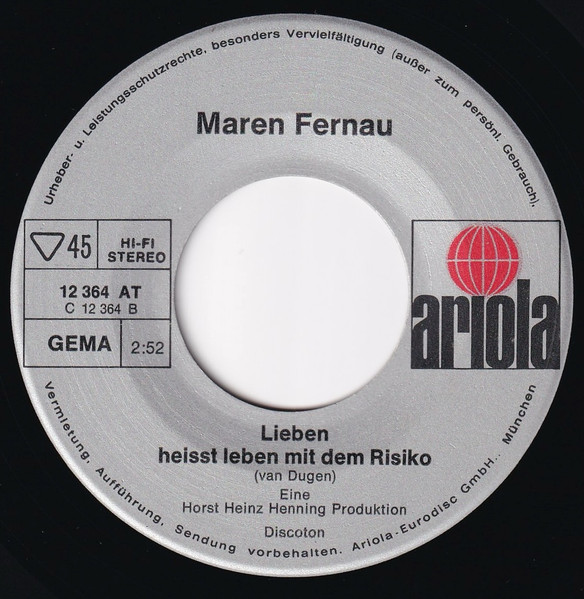 Urheber- u. Leistungsschutzrechte, besonders Vervielfältigung (außer zum persönl. Gebrauch),
Maren Fernau
45
HI-FI
STEREO
12 364 AT
C 12 364 B
GEMA
2:52
ariola
Lieben
heisst leben mit dem Risiko
(van Dugen)
Eine
Horst Heinz Henning Produktion
Discoton
Vermietung, Aufführung, Sendung vorbehalten. Ariola-Eurodisc GmbH., München